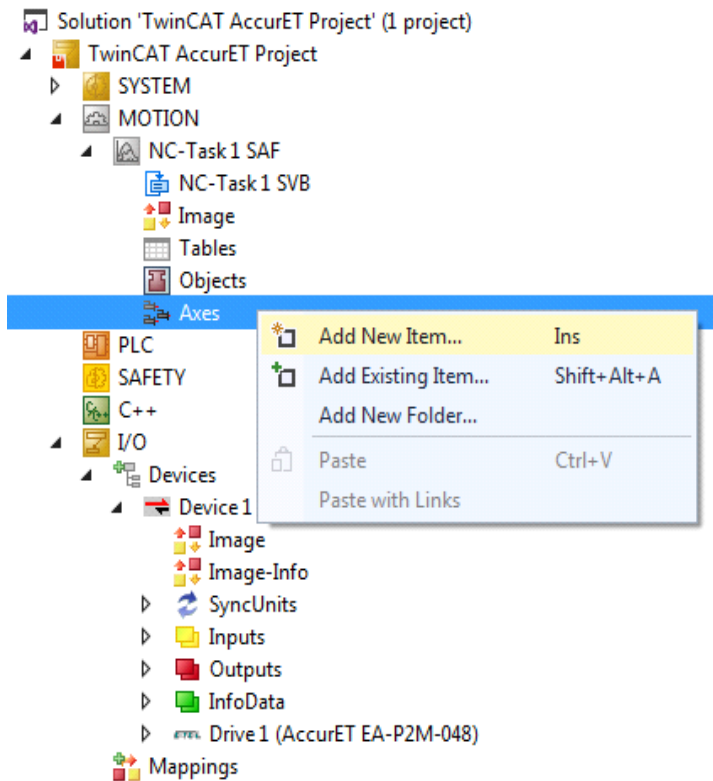 Solution 'TwinCAT AccurET Project' (1 project)
TwinCAT AccurET Project
SYSTEM
MOTION
NC-Task 1 SAF
NC-Task 1 SVB
Image
Tables
Objects
Axes
Add New Item... Ins
PLC
SAFETY
Add Existing Item... Shift+Alt+A
C++
Add New Folder...
I/O
Paste Ctrl+V
Devices
Paste with Links
Device 1
Image
Image-Info
SyncUnits
Inputs
Outputs
InfoData
ETEL Drive 1 (AccurET EA-P2M-048)
Mappings